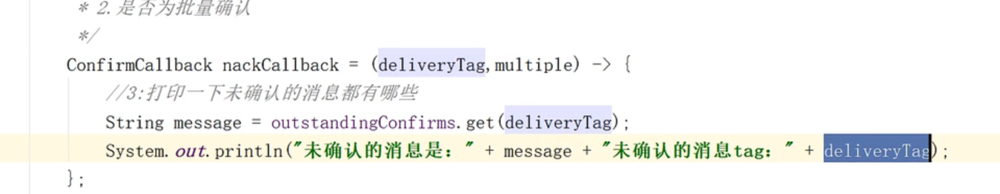 * 2.是否为批量确认
*/
ConfirmCallback nackCallback = (deliveryTag,multiple) -> {
//3:打印一下未确认的消息都有哪些
String message = outstandingConfirms.get(deliveryTag);
System.out.println("未确认的消息是：" + message + "未确认的消息tag：" + deliveryTag);
};